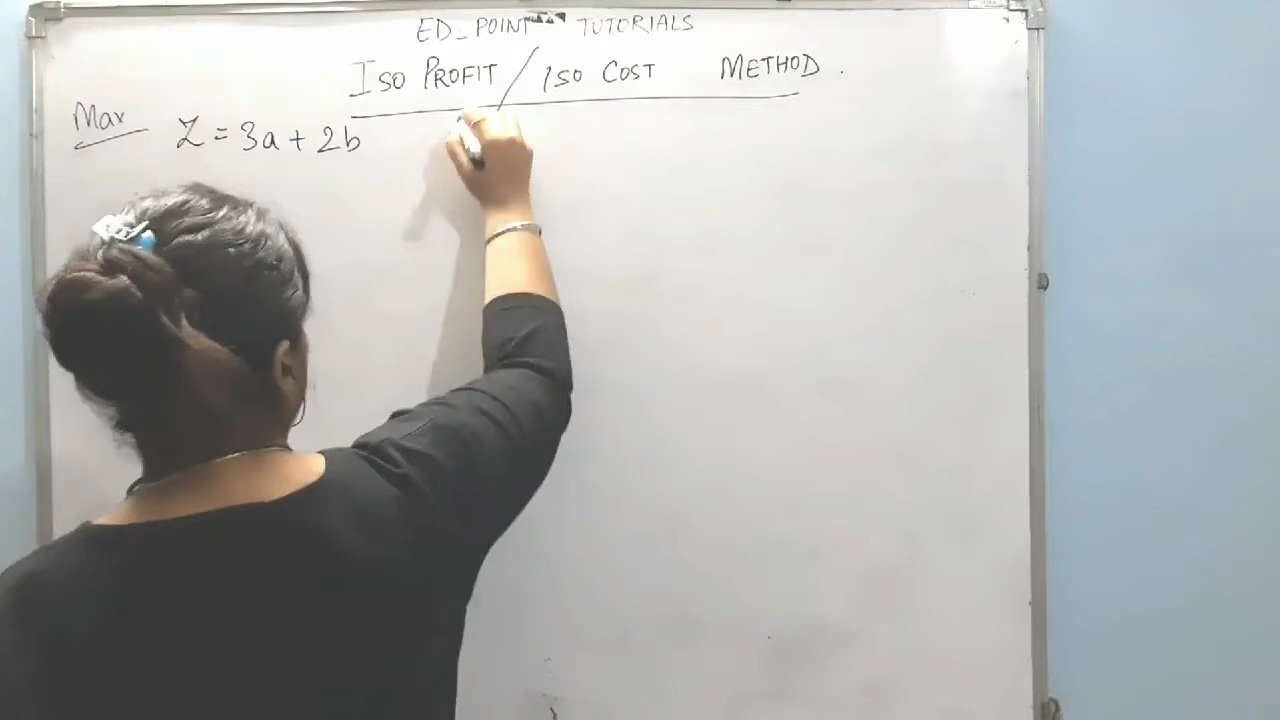 ED_POINT TUTORIALS
ISO PROFIT / ISO COST METHOD.
Max Z = 3a + 2b